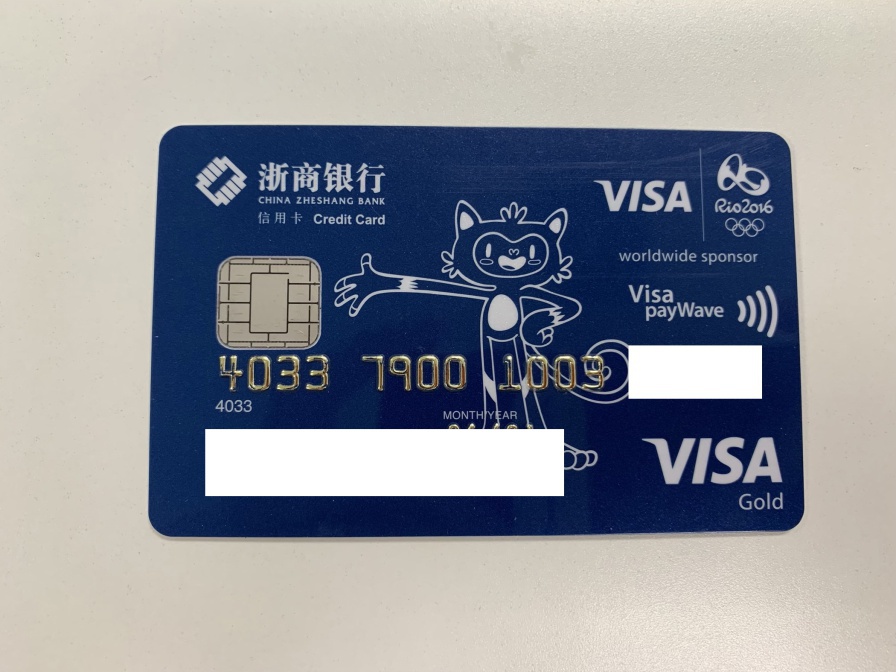 浙商银行
CHINA ZHESHANG BANK
信用卡 Credit Card
VISA
Rio2016
worldwide sponsor
Visa
payWave
4033 7900 1003
4033
MONTH/YEAR
VISA
Gold